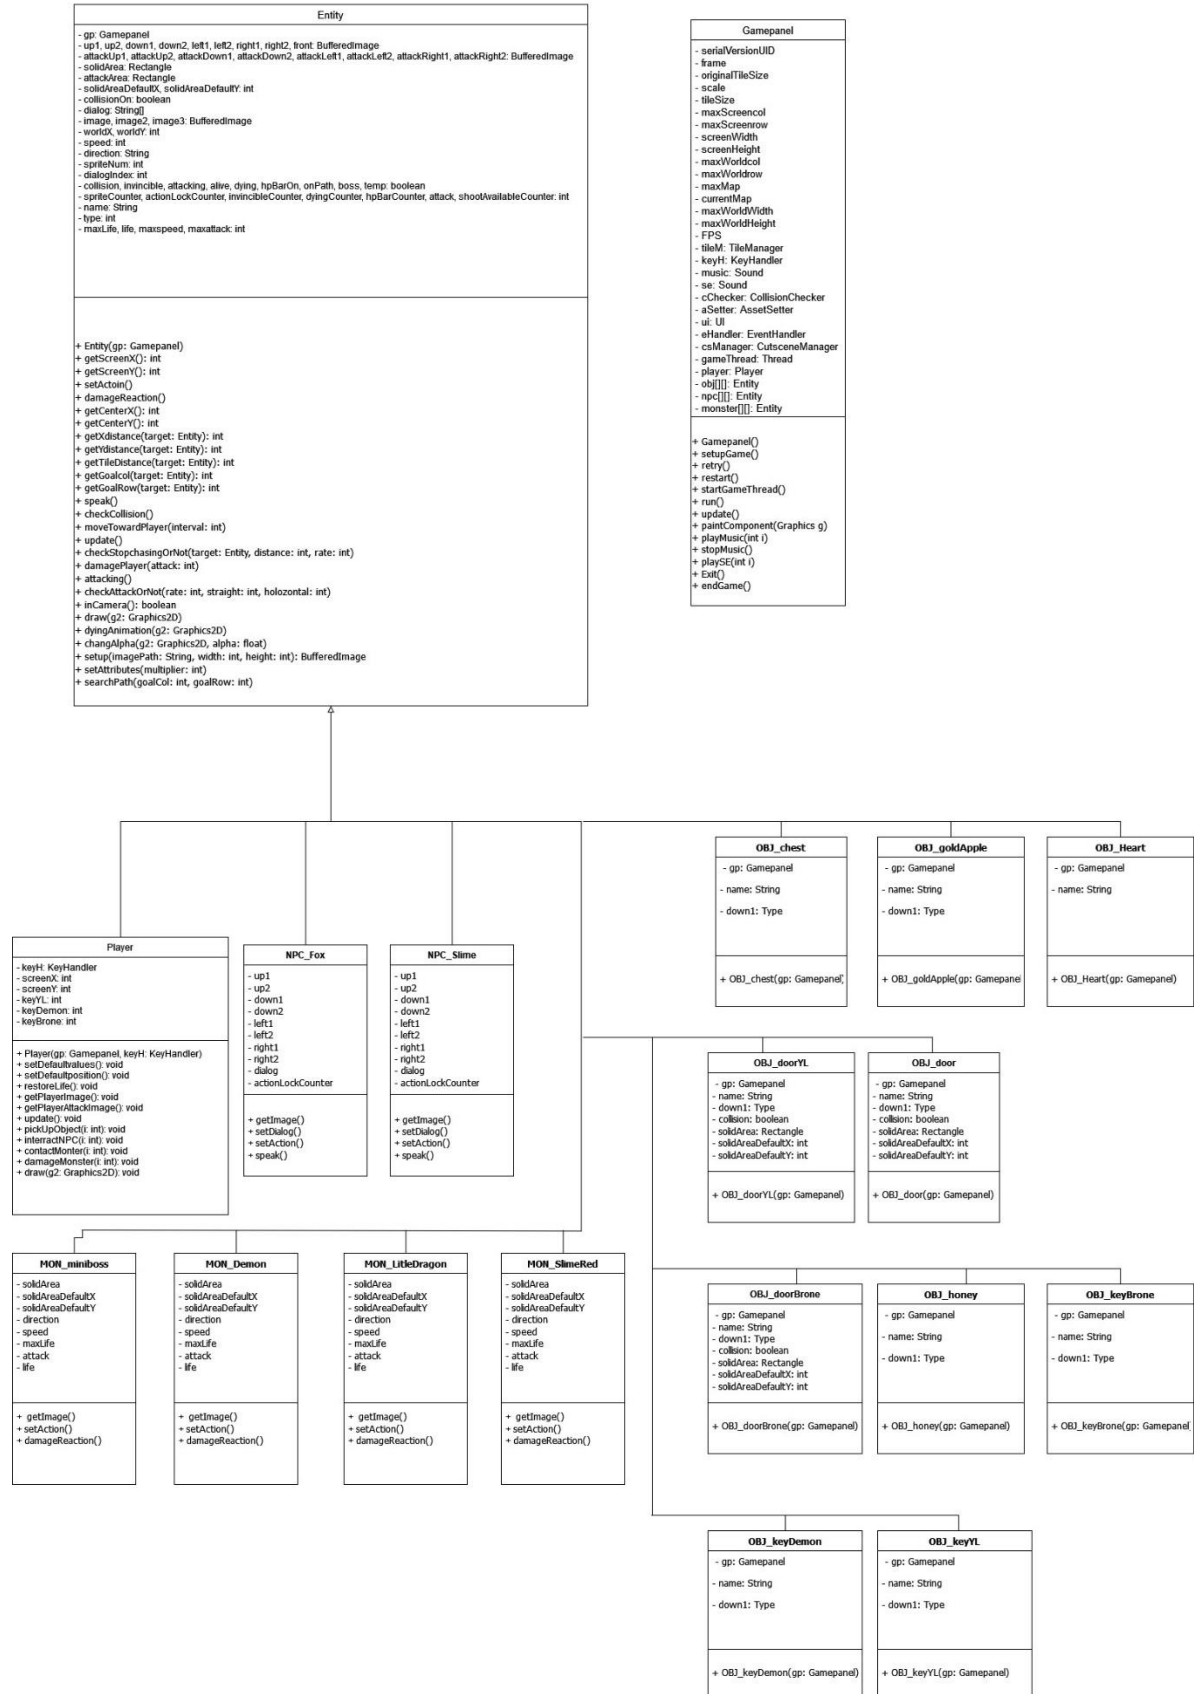 Entity
- gp: Gamepanel
- up1, up2, down1, down2, left1, left2, right1, right2, front: BufferedImage
- attackUp1, attackUp2, attackDown1, attackDown2, attackLeft1, attackLeft2, attackRight1, attackRight2: BufferedImage
- solidArea: Rectangle
- attackArea: Rectangle
- solidAreaDefaultX, solidAreaDefaultY: int
- collisionOn: boolean
- dialog: String[]
- image, image2, image3: BufferedImage
- worldX, worldY: int
- speed: int
- direction: String
- spriteNum: int
- dialogIndex: int
- collision, invincible, attacking, alive, dying, hpBarOn, onPath, boss, temp: boolean
- spriteCounter, actionLockCounter, invincibleCounter, dyingCounter, hpBarCounter, attack, shootAvailableCounter: int
- name: String
- type: int
- maxLife, life, maxspeed, maxattack: int
+ Entity(gp: Gamepanel)
+ getScreenX(): int
+ getScreenY(): int
+ setActoin()
+ damageReaction()
+ getCenterX(): int
+ getCenterY(): int
+ getXdistance(target: Entity): int
+ getYdistance(target: Entity): int
+ getTileDistance(target: Entity): int
+ getGoalcol(target: Entity): int
+ getGoalRow(target: Entity): int
+ speak()
+ checkCollision()
+ moveTowardPlayer(interval: int)
+ update()
+ checkStopchasingOrNot(target: Entity, distance: int, rate: int)
+ damagePlayer(attack: int)
+ attacking()
+ checkAttackOrNot(rate: int, straight: int, holozontal: int)
+ inCamera(): boolean
+ draw(g2: Graphics2D)
+ dyingAnimation(g2: Graphics2D)
+ changAlpha(g2: Graphics2D, alpha: float)
+ setup(imagePath: String, width: int, height: int): BufferedImage
+ setAttributes(multiplier: int)
+ searchPath(goalCol: int, goalRow: int)
Gamepanel
- serialVersionUID
- frame
- originalTileSize
- scale
- tileSize
- maxScreencol
- maxScreenrow
- screenWidth
- screenHeight
- maxWorldcol
- maxWorldrow
- maxMap
- currentMap
- maxWorldWidth
- maxWorldHeight
- FPS
- tileM: TileManager
- keyH: KeyHandler
- music: Sound
- se: Sound
- cChecker: CollisionChecker
- aSetter: AssetSetter
- ui: UI
- eHandler: EventHandler
- csManager: CutsceneManager
- gameThread: Thread
- player: Player
- obj[][]: Entity
- npc[][]: Entity
- monster[][]: Entity
+ Gamepanel()
+ setupGame()
+ retry()
+ restart()
+ startGameThread()
+ run()
+ update()
+ paintComponent(Graphics g)
+ playMusic(int i)
+ stopMusic()
+ playSE(int i)
+ Exit()
+ endGame()
OBJ_chest
- gp: Gamepanel
- name: String
- down1: Type
+ OBJ_chest(gp: Gamepanel)
OBJ_goldApple
- gp: Gamepanel
- name: String
- down1: Type
+ OBJ_goldApple(gp: Gamepanel
OBJ_Heart
- gp: Gamepanel
- name: String
+ OBJ_Heart(gp: Gamepanel)
Player
- keyH: KeyHandler
- screenX: int
- screenY: int
- keyYL: int
- keyDemon: int
- keyBrone: int
+ Player(gp: Gamepanel, keyH: KeyHandler)
+ setDefaultvalues(): void
+ setDefaultposition(): void
+ restoreLife(): void
+ getPlayerImage(): void
+ getPlayerAttackImage(): void
+ update(): void
+ pickUpObject(i: int): void
+ interractNPC(i: int): void
+ contactMonter(i: int): void
+ damageMonster(i: int): void
+ draw(g2: Graphics2D): void
NPC_Fox
- up1
- up2
- down1
- down2
- left1
- left2
- right1
- right2
- dialog
- actionLockCounter
+ getImage()
+ setDialog()
+ setAction()
+ speak()
NPC_Slime
- up1
- up2
- down1
- down2
- left1
- left2
- right1
- right2
- dialog
- actionLockCounter
+ getImage()
+ setDialog()
+ setAction()
+ speak()
OBJ_doorYL
- gp: Gamepanel
- name: String
- down1: Type
- collision: boolean
- solidArea: Rectangle
- solidAreaDefaultX: int
- solidAreaDefaultY: int
+ OBJ_doorYL(gp: Gamepanel)
OBJ_door
- gp: Gamepanel
- name: String
- down1: Type
- collision: boolean
- solidArea: Rectangle
- solidAreaDefaultX: int
- solidAreaDefaultY: int
+ OBJ_door(gp: Gamepanel)
MON_miniboss
- solidArea
- solidAreaDefaultX
- solidAreaDefaultY
- direction
- speed
- maxLife
- attack
- life
+ getImage()
+ setAction()
+ damageReaction()
MON_Demon
- solidArea
- solidAreaDefaultX
- solidAreaDefaultY
- direction
- speed
- maxLife
- attack
- life
+ getImage()
+ setAction()
+ damageReaction()
MON_LitleDragon
- solidArea
- solidAreaDefaultX
- solidAreaDefaultY
- direction
- speed
- maxLife
- attack
- life
+ getImage()
+ setAction()
+ damageReaction()
MON_SlimeRed
- solidArea
- solidAreaDefaultX
- solidAreaDefaultY
- direction
- speed
- maxLife
- attack
- life
+ getImage()
+ setAction()
+ damageReaction()
OBJ_doorBrone
- gp: Gamepanel
- name: String
- down1: Type
- collision: boolean
- solidArea: Rectangle
- solidAreaDefaultX: int
- solidAreaDefaultY: int
+ OBJ_doorBrone(gp: Gamepanel)
OBJ_honey
- gp: Gamepanel
- name: String
- down1: Type
+ OBJ_honey(gp: Gamepanel)
OBJ_keyBrone
- gp: Gamepanel
- name: String
- down1: Type
+ OBJ_keyBrone(gp: Gamepanel)
OBJ_keyDemon
- gp: Gamepanel
- name: String
- down1: Type
+ OBJ_keyDemon(gp: Gamepanel)
OBJ_keyYL
- gp: Gamepanel
- name: String
- down1: Type
+ OBJ_keyYL(gp: Gamepanel)